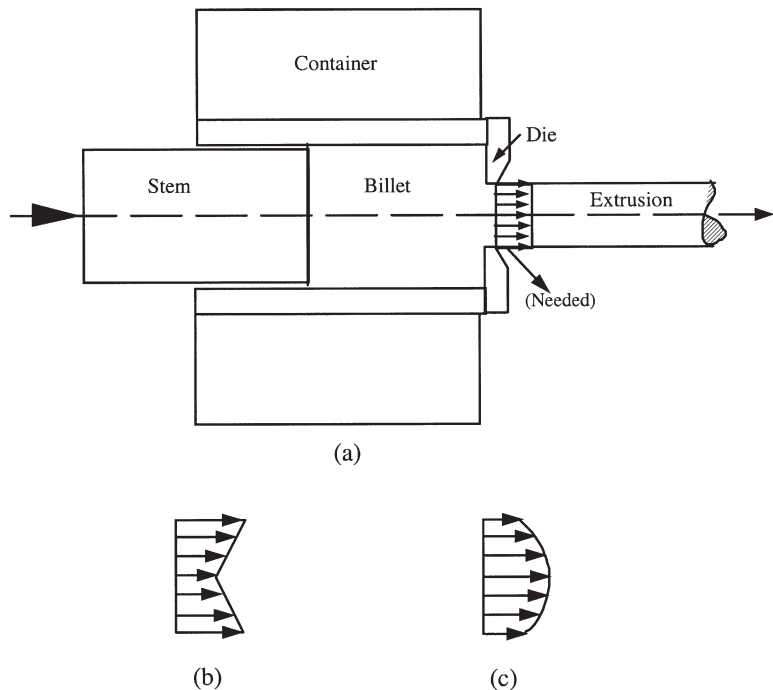 Container
Die
Stem
Billet
Extrusion
(Needed)
(a)
(b)
(c)